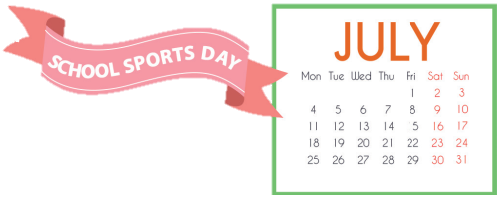 SCHOOL SPORTS DAY
JULY
Mon Tue Wed Thu Fri Sat Sun
1 2 3
4 5 6 7 8 9 10
11 12 13 14 5 16 17
18 19 20 21 22 23 24
25 26 27 28 29 30 31